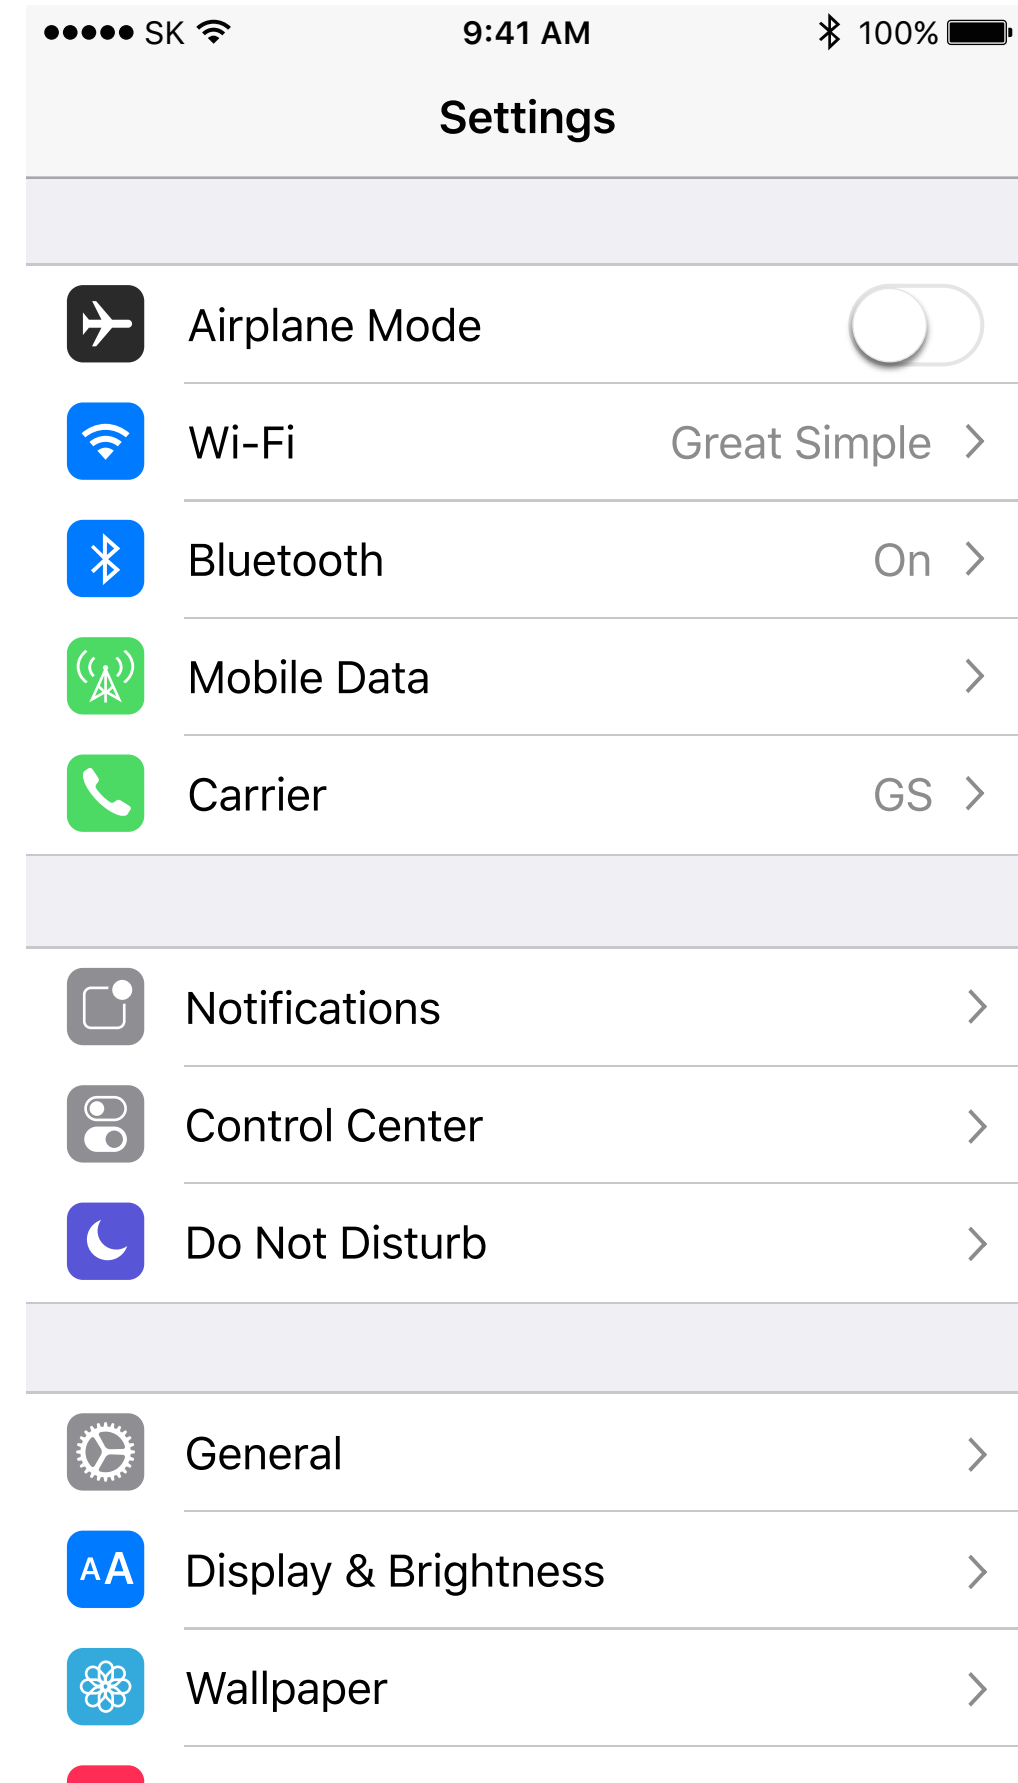 SK 9:41 AM 100%
Settings
Airplane Mode
Wi-Fi Great Simple
Bluetooth On
Mobile Data
Carrier GS
Notifications
Control Center
Do Not Disturb
General
AA Display & Brightness
Wallpaper